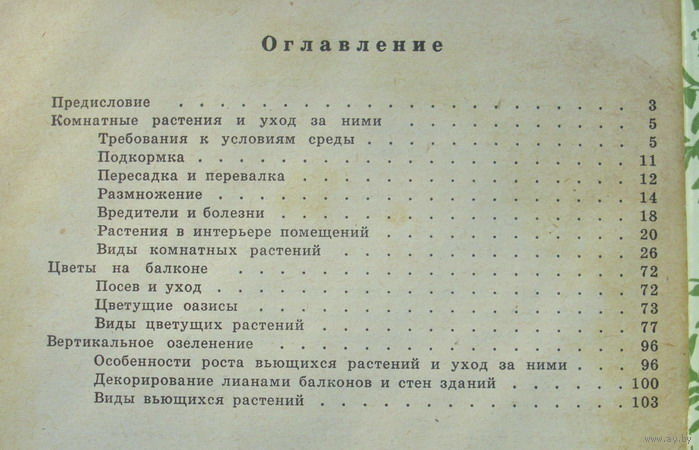 Оглавление
Предисловие . . . . . . . . . . . . . . . . . 3
Комнатные растения и уход за ними . . . . . . . . 5
Требования к условиям среды . . . . . . . . . . 5
Подкормка . . . . . . . . . . . . . . . . 11
Пересадка и перевалка . . . . . . . . . . . . 12
Размножение . . . . . . . . . . . . . . . 14
Вредители и болезни . . . . . . . . . . . . . 18
Растения в интерьере помещений . . . . . . . . . 20
Виды комнатных растений . . . . . . . . . . . 26
Цветы на балконе . . . . . . . . . . . . . . . 72
Посев и уход . . . . . . . . . . . . . . . 72
Цветущие оазисы . . . . . . . . . . . . . . 73
Виды цветущих растений . . . . . . . . . . . 77
Вертикальное озеленение . . . . . . . . . . . . . 96
Особенности роста вьющихся растений и уход за ними . . . 96
Декорирование лианами балконов и стен зданий . . . . . 100
Виды вьющихся растений . . . . . . . . . . . 103
www.ay.by